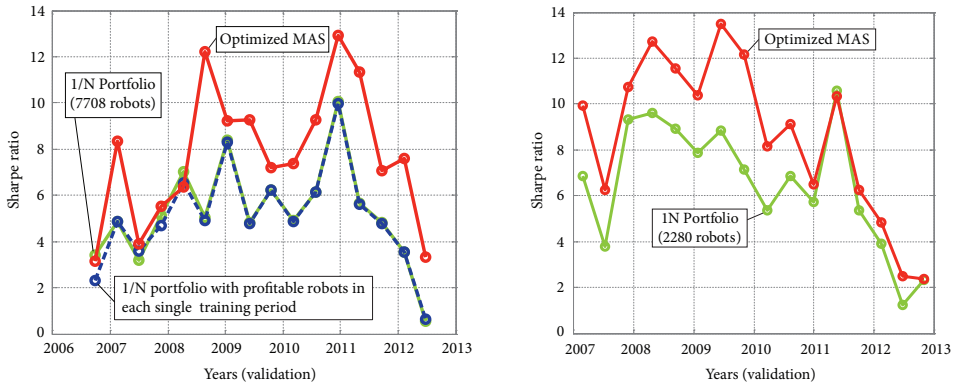 14
12
10
8
6
4
2
0
Sharpe ratio
Optimized MAS
1/N Portfolio
(7708 robots)
1/N portfolio with profitable robots in
each single training period
2006 2007 2008 2009 2010 2011 2012 2013
Years (validation)
14
12
10
8
6
4
2
0
Sharpe ratio
Optimized MAS
1N Portfolio
(2280 robots)
2007 2008 2009 2010 2011 2012 2013
Years (validation)